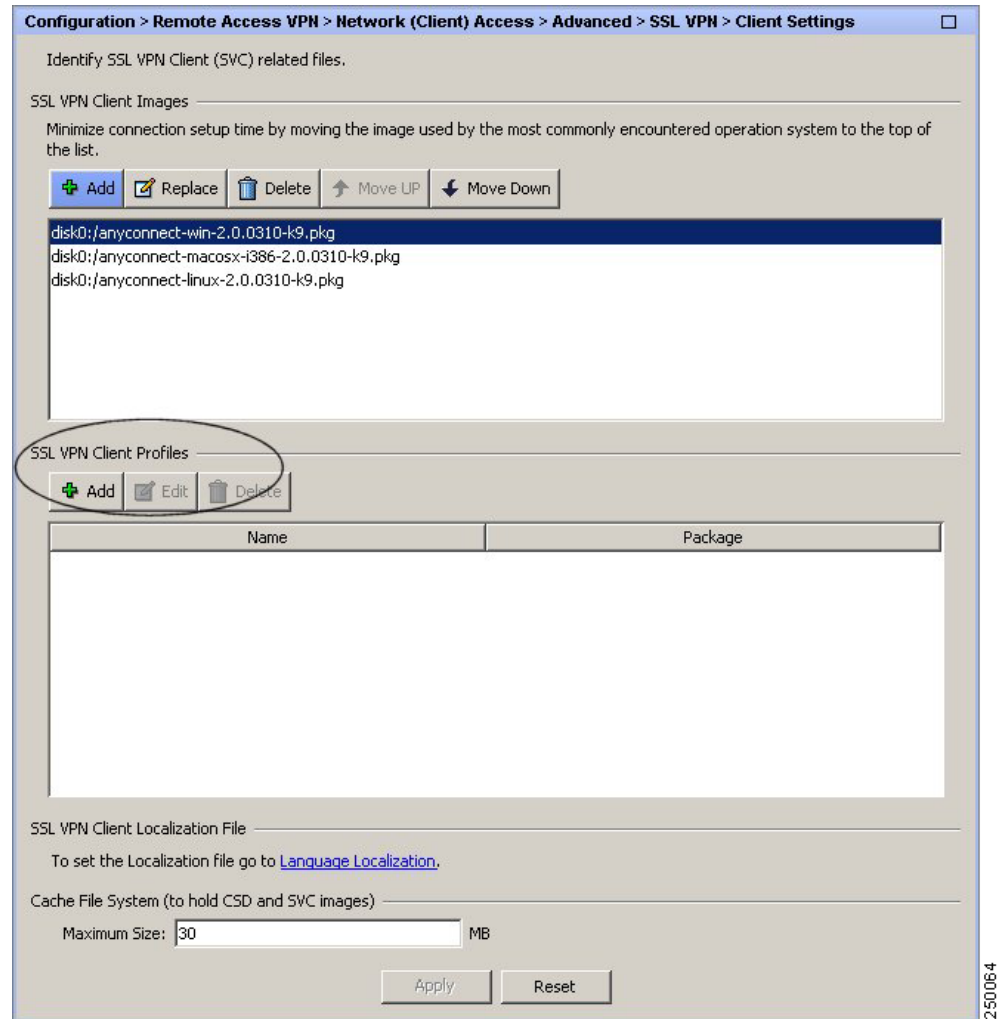 Configuration > Remote Access VPN > Network (Client) Access > Advanced > SSL VPN > Client Settings
Identify SSL VPN Client (SVC) related files.
SSL VPN Client Images
Minimize connection setup time by moving the image used by the most commonly encountered operation system to the top of
the list.
Add Replace Delete Move UP Move Down
disk0:/anyconnect-win-2.0.0310-k9.pkg
disk0:/anyconnect-macosx-i386-2.0.0310-k9.pkg
disk0:/anyconnect-linux-2.0.0310-k9.pkg
SSL VPN Client Profiles
Add Edit Delete
Name Package
SSL VPN Client Localization File
To set the Localization file go to Language Localization.
Cache File System (to hold CSD and SVC images)
Maximum Size: 30 MB
Apply Reset
250064